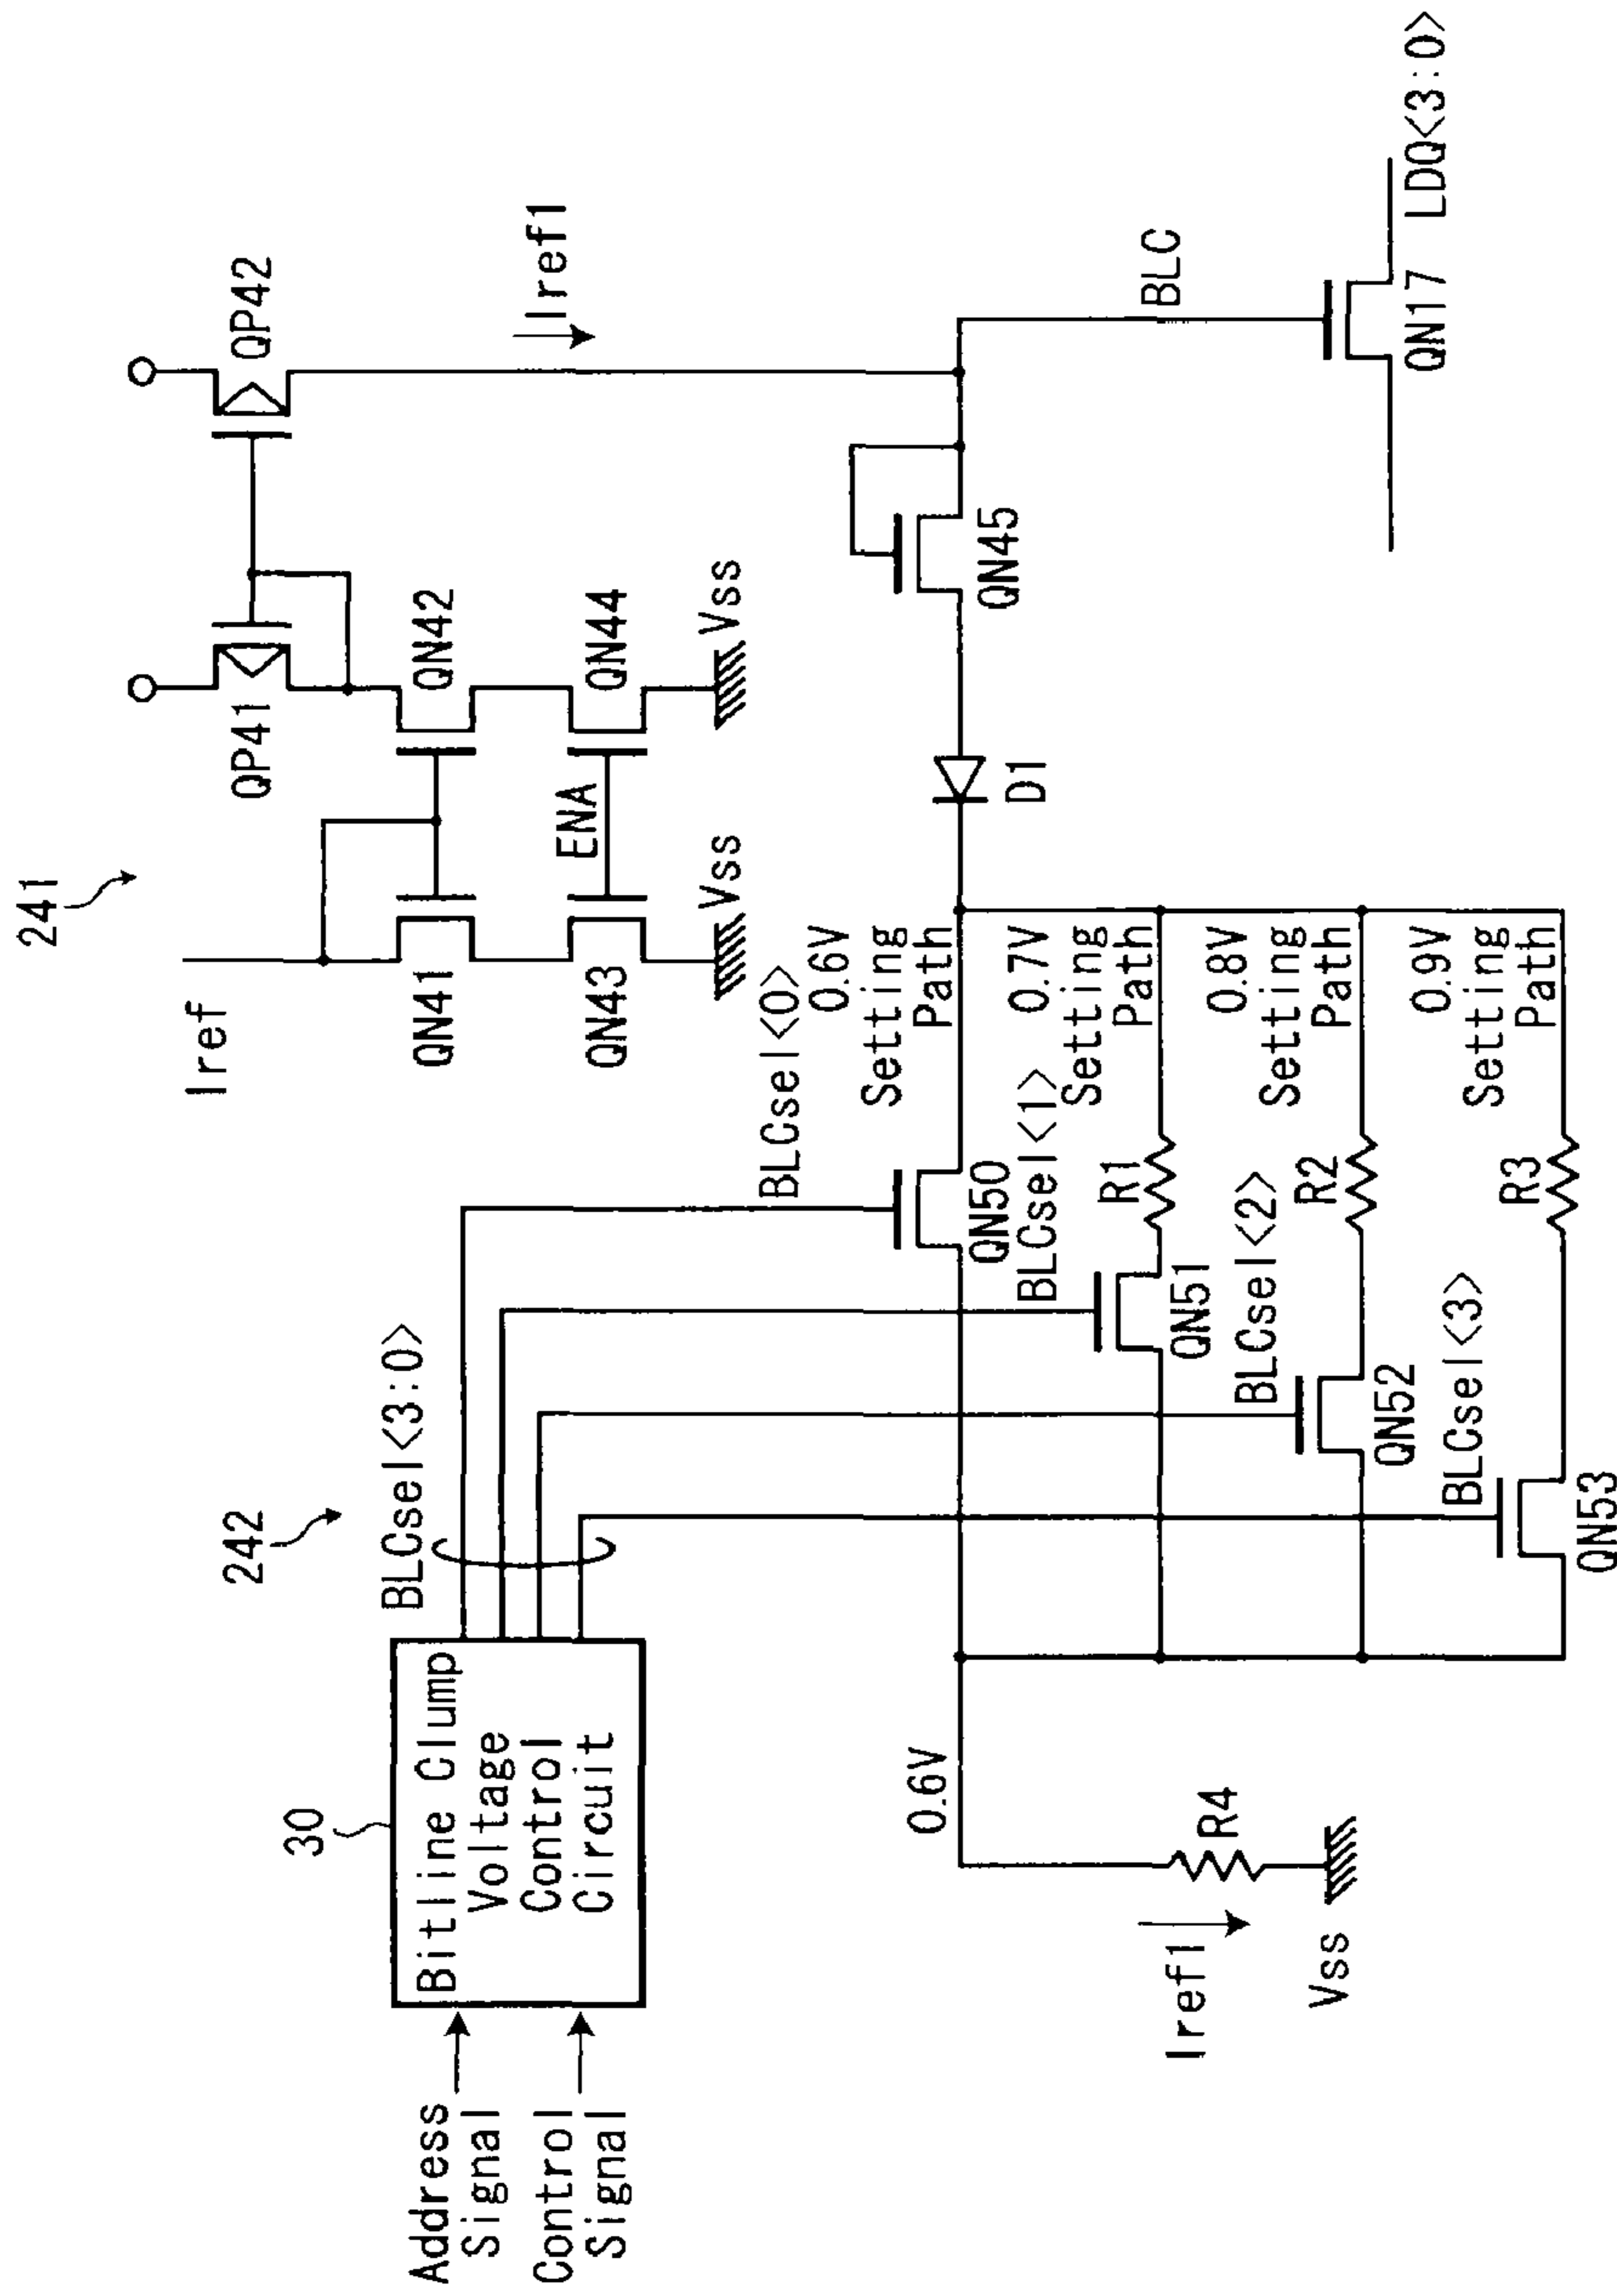 241
Iref
QP41
QP42
QN41
QN42
ENA
QN43
QN44
Vss
Vss
Iref1
242
30
Address
Signal
Control
Signal
Bitline Clump
Voltage
Control
Circuit
BLCsel<3:0>
BLCsel<0>
0.6V
Setting
Path
QN50
D1
QN45
BLC
QN17
LDQ<3:0>
BLCsel<1>
0.7V
Setting
Path
R1
QN51
BLCsel<2>
0.8V
Setting
Path
R2
QN52
BLCsel<3>
0.9V
Setting
Path
R3
QN53
0.6V
R4
Iref1
Vss